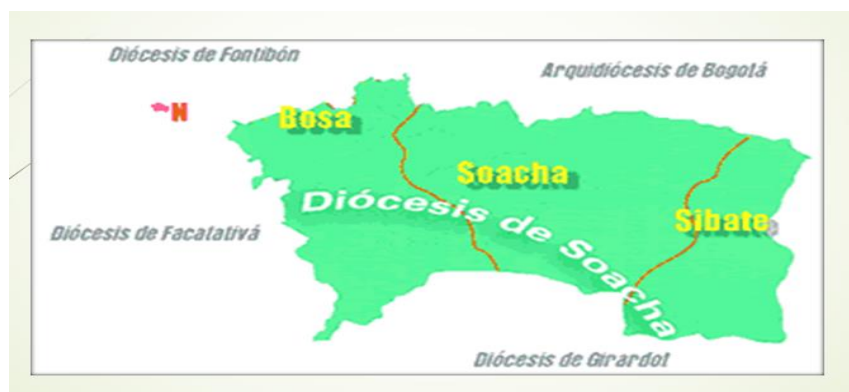 Diócesis de Fontibón
Arquidiócesis de Bogotá
N
Bosa
Soacha
Diócesis de Soacha
Sibate
Diócesis de Facatativá
Diócesis de Girardot